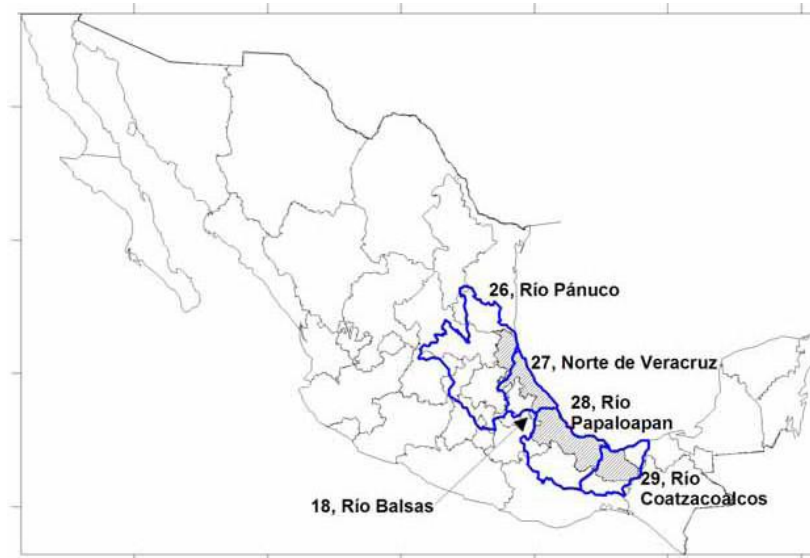 26, Río Pánuco
27, Norte de Veracruz
28, Río
Papaloapan
18, Río Balsas
29, Río
Coatzacoalcos